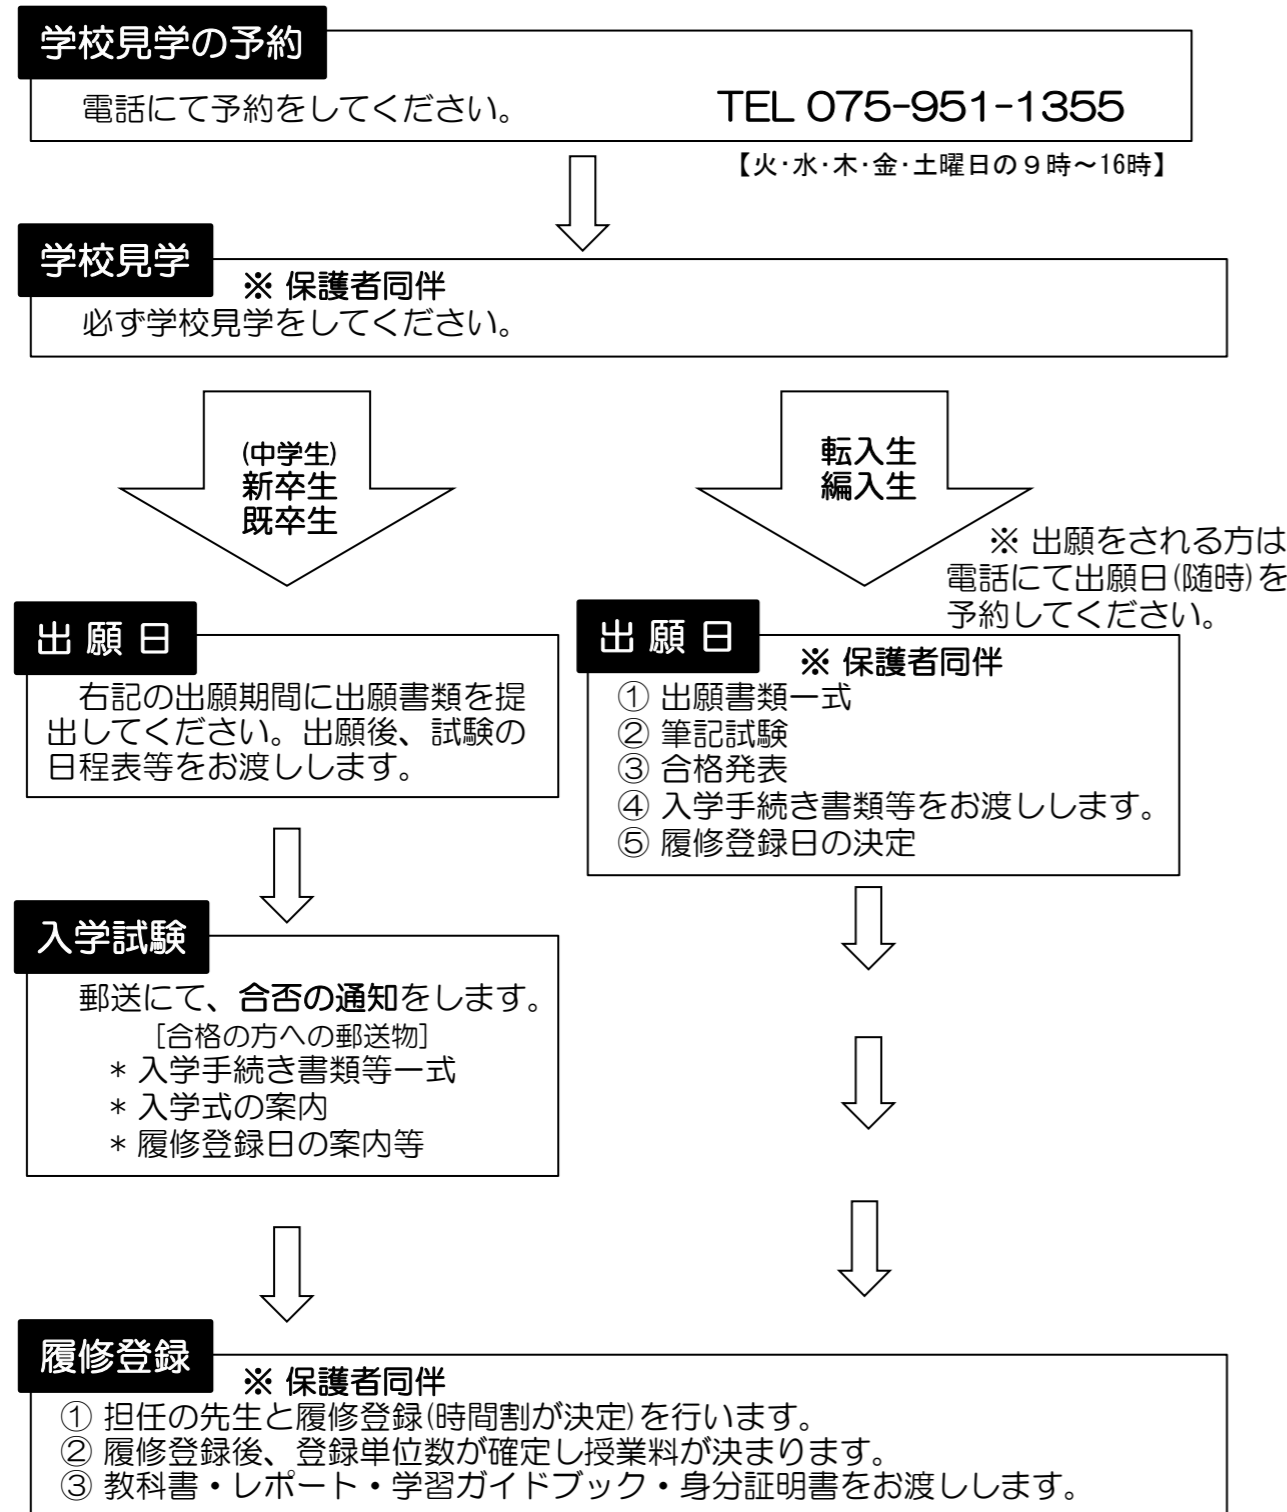 学校見学の予約
電話にて予約をしてください。 TEL 075-951-1355
【火･水･木･金･土曜日の９時～16時】
学校見学
※ 保護者同伴
必ず学校見学をしてください。
(中学生)
新卒生
既卒生
転入生
編入生
※ 出願をされる方は
電話にて出願日(随時)を
予約してください。
出 願 日
右記の出願期間に出願書類を提
出してください。出願後、試験の
日程表等をお渡しします。
出 願 日
※ 保護者同伴
① 出願書類一式
② 筆記試験
③ 合格発表
④ 入学手続き書類等をお渡しします。
⑤ 履修登録日の決定
入学試験
郵送にて、合否の通知をします。
[合格の方への郵送物]
* 入学手続き書類等一式
* 入学式の案内
* 履修登録日の案内等
履修登録
※ 保護者同伴
① 担任の先生と履修登録(時間割が決定)を行います。
② 履修登録後、登録単位数が確定し授業料が決まります。
③ 教科書・レポート・学習ガイドブック・身分証明書をお渡しします。